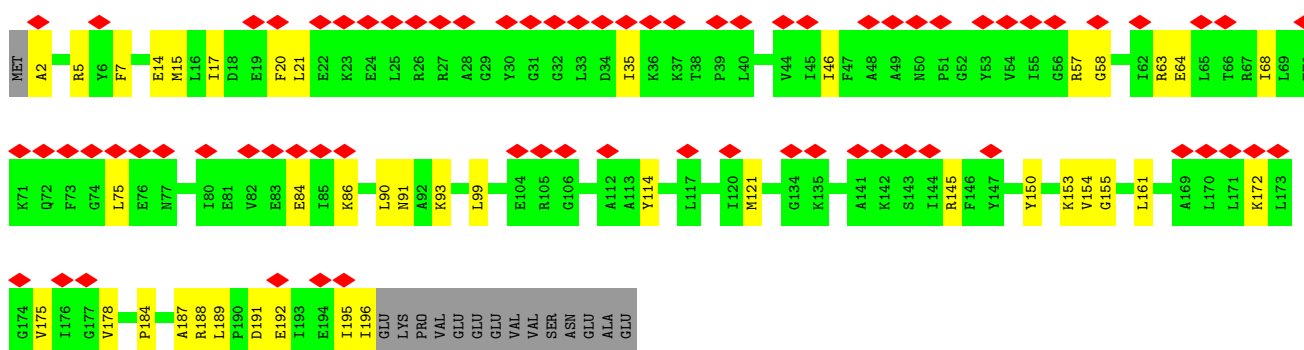 MET A2 R5 Y6 F7 E14 M15 L16 I17 D18 E19 F20 L21 E22 K23 E24 L25 R26 R27 A28 G29 Y30 G31 G32 L33 D34 I35 K36 K37 T38 P39 L40 V44 I45 I46 F47 A48 A49 N50 P51 G52 Y53 V54 I55 G56 R57 G58 I62 R63 E64 L65 T66 R67 I68 L69
K71 Q72 F73 G74 L75 E76 N77 I80 E81 V82 E83 E84 I85 K86 L90 N91 A92 K93 L99 E104 R105 G106 A112 A113 Y114 L117 I120 M121 G134 K135 A141 K142 S143 I144 R145 F146 Y147 Y150 K153 V154 G155 L161 A169 L170 L171 K172 L173
G174 V175 I176 G177 V178 P184 A187 R188 L189 P190 D191 E192 I193 E194 I195 I196 GLU LYS PRO VAL GLU GLU GLU VAL VAL SER ASN GLU ALA GLU